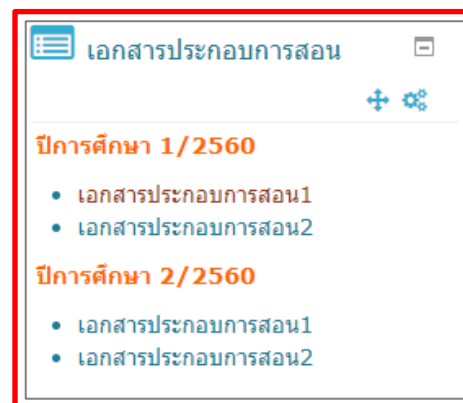 เอกสารประกอบการสอน
ปีการศึกษา 1/2560
เอกสารประกอบการสอน1
เอกสารประกอบการสอน2
ปีการศึกษา 2/2560
เอกสารประกอบการสอน1
เอกสารประกอบการสอน2